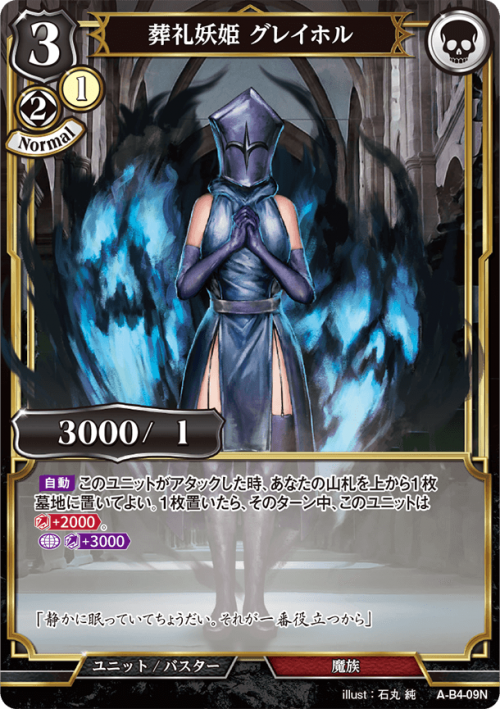 3
葬礼妖姫 グレイホル
2
1
Normal
3000/ 1
自動 このユニットがアタックした時、あなたの山札を上から1枚
墓地に置いてよい。1枚置いたら、そのターン中、このユニットは
+2000。
+3000
「静かに眠っていてちょうだい。それが一番役立つから」
ユニット / バスター
魔族
illust:石丸 純
A-B4-09N